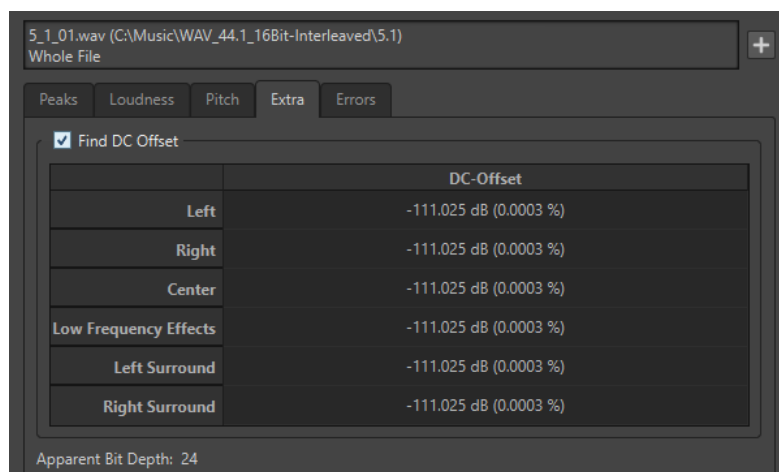 5_1_01.wav (C:\Music\WAV_44.1_16Bit-Interleaved\5.1)
Whole File
Peaks Loudness Pitch Extra Errors
Find DC Offset
DC-Offset
Left -111.025 dB (0.0003 %)
Right -111.025 dB (0.0003 %)
Center -111.025 dB (0.0003 %)
Low Frequency Effects -111.025 dB (0.0003 %)
Left Surround -111.025 dB (0.0003 %)
Right Surround -111.025 dB (0.0003 %)
Apparent Bit Depth: 24